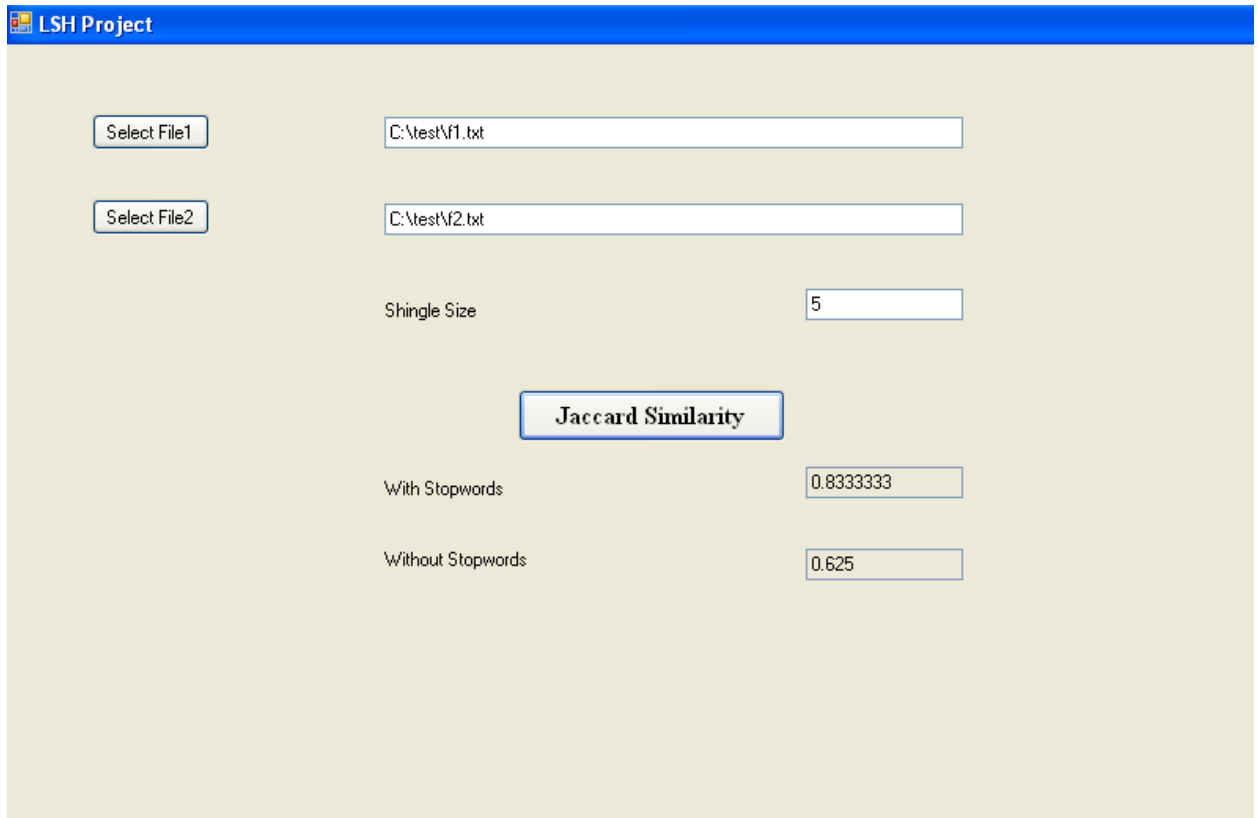 LSH Project
Select File1 C:\test\f1.txt
Select File2 C:\test\f2.txt
Shingle Size 5
Jaccard Similarity
With Stopwords 0.8333333
Without Stopwords 0.625